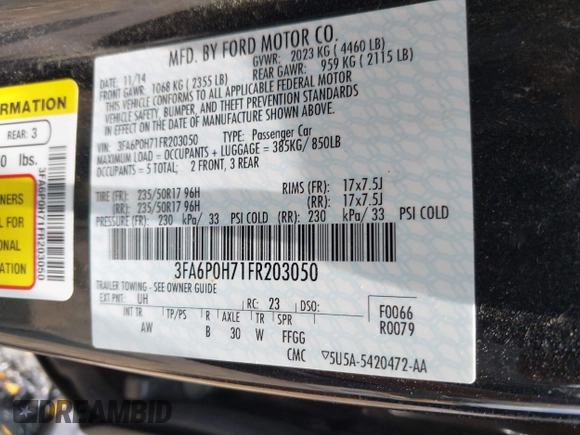 MFD. BY FORD MOTOR CO.
DATE: 11/14
GVWR: 2023 KG ( 4460 LB)
FRONT GAWR: 1068 KG ( 2355 LB)
REAR GAWR: 959 KG ( 2115 LB)
THIS VEHICLE CONFORMS TO ALL APPLICABLE FEDERAL MOTOR
VEHICLE SAFETY, BUMPER, AND THEFT PREVENTION STANDARDS
IN EFFECT ON THE DATE OF MANUFACTURE SHOWN ABOVE.
VIN: 3FA6P0H71FR203050
TYPE: Passenger Car
MAXIMUM LOAD = OCCUPANTS + LUGGAGE = 385KG/ 850LB
OCCUPANTS = 5 TOTAL; 2 FRONT, 3 REAR
TIRE (FR): 235/50R17 96H
RIMS (FR): 17x7.5J
(RR): 235/50R17 96H
(RR): 17x7.5J
PRESSURE (FR): 230 kPa/ 33 PSI COLD (RR): 230 kPa/ 33 PSI COLD
3FA6P0H71FR203050
TRAILER TOWING - SEE OWNER GUIDE
EXT PNT: UH RC: 23 DSO:
F0066
R0079
INT TR TP/PS R AXLE TR SPR
AW B 30 W FFGG
CMC ▽5U5A-5420472-AA
ORMATION
REAR: 3
0 lbs.
NERS
L FOR
ONAL
TION
3FA6P0H71FR203050
DREAMBID